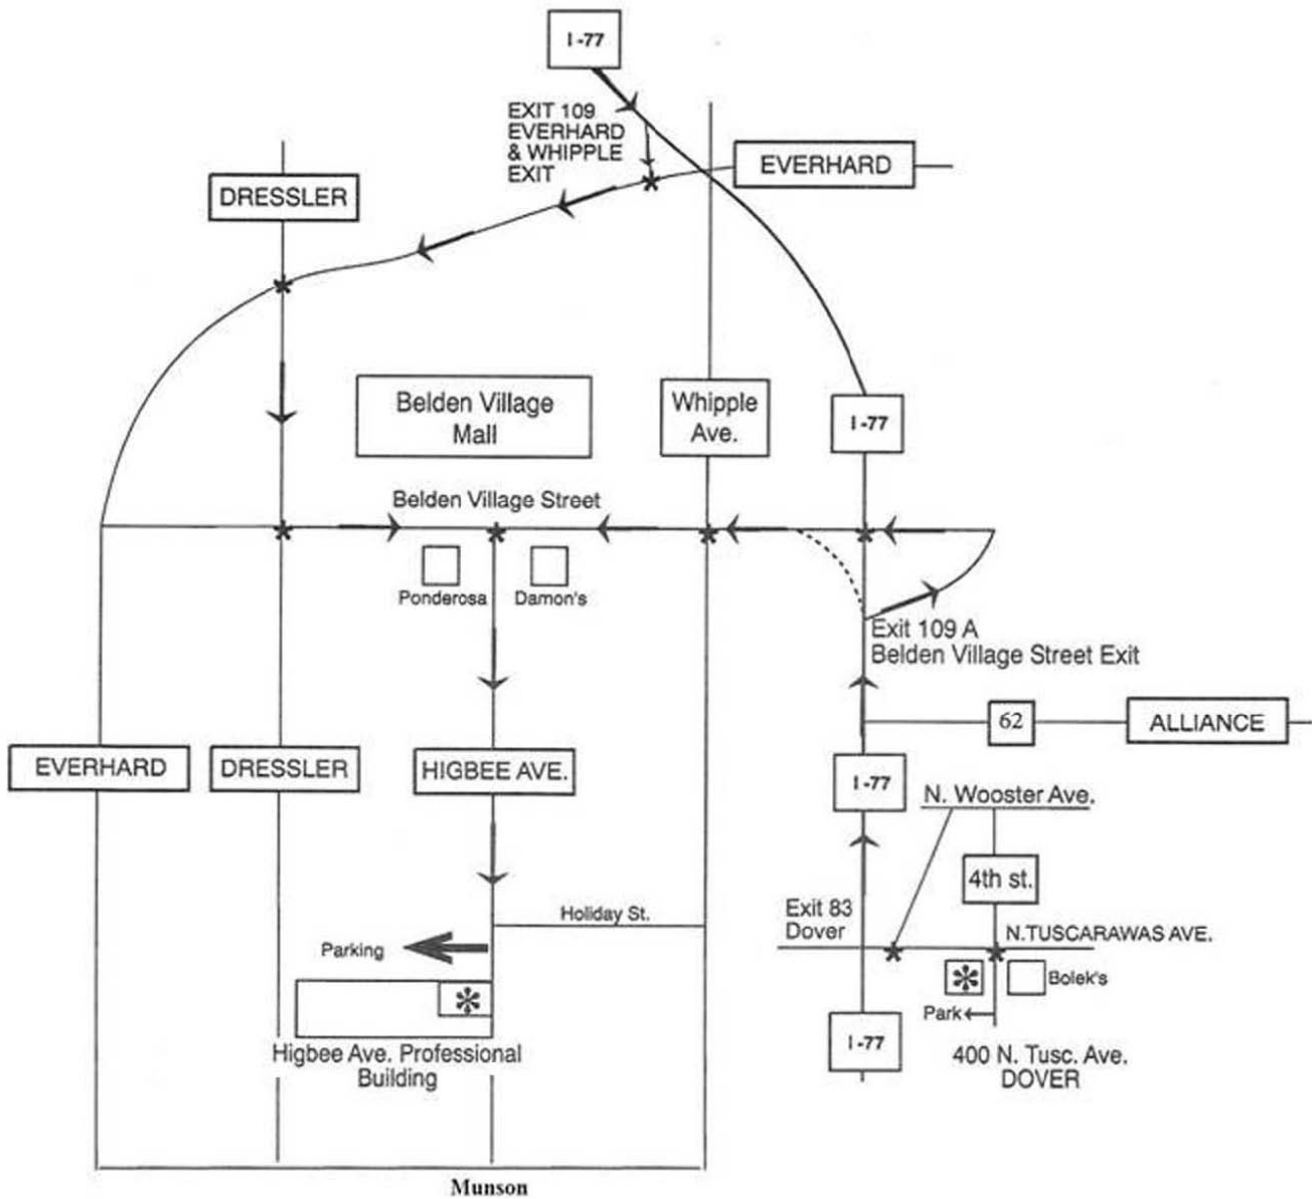 I-77
EXIT 109
EVERHARD
& WHIPPLE
EXIT
EVERHARD
DRESSLER
Belden Village
Mall
Whipple
Ave.
I-77
Belden Village Street
Ponderosa
Damon's
Exit 109 A
Belden Village Street Exit
62
ALLIANCE
EVERHARD
DRESSLER
HIGBEE AVE.
I-77
N. Wooster Ave.
4th st.
Exit 83
Dover
Holiday St.
N.TUSCARAWAS AVE.
Parking
Bolek's
Park
I-77
Higbee Ave. Professional
Building
400 N. Tusc. Ave.
DOVER
Munson